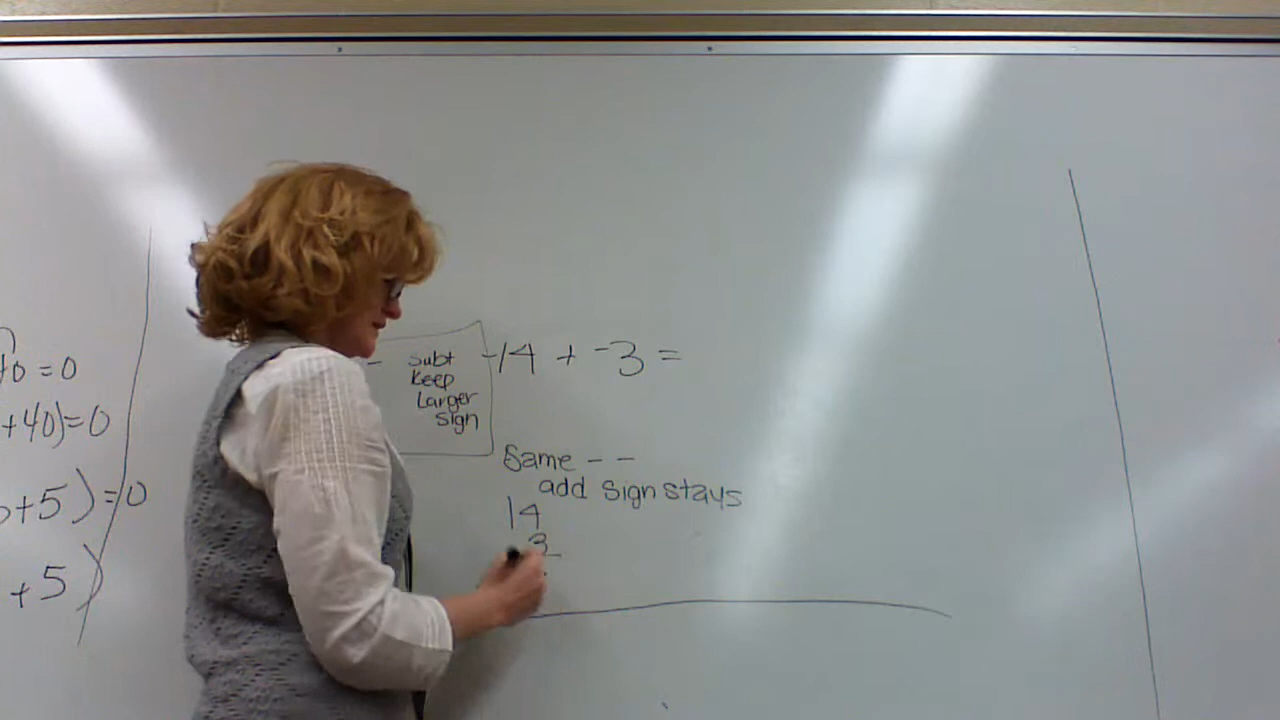 +0 = 0
+40)=0
+5)=0
+5)
-
Subt
Keep
Larger
Sign
-14 + -3 =
Same - -
add Sign stays
14
3